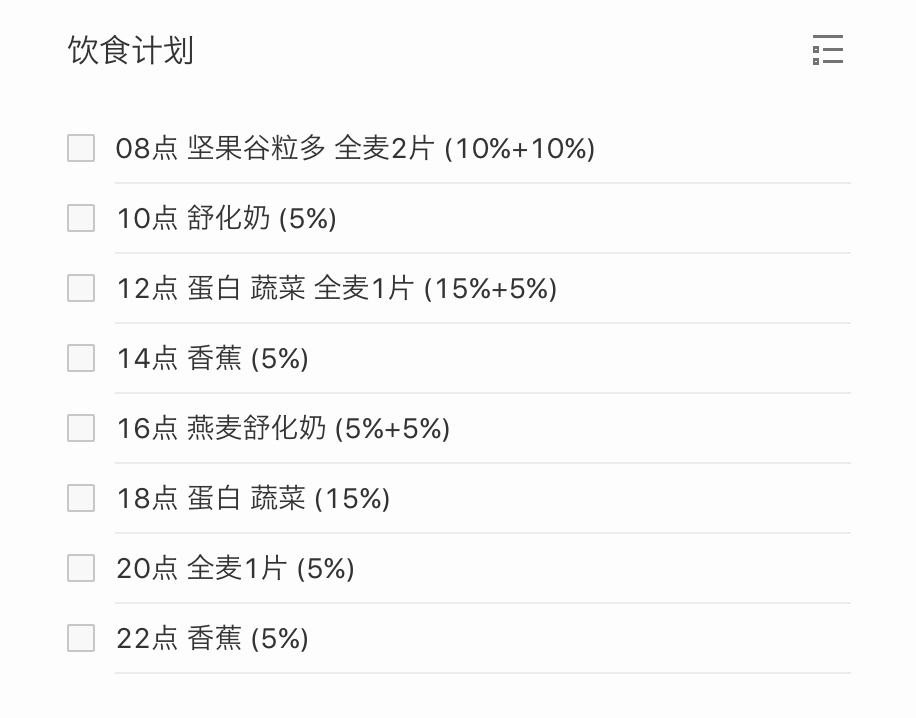 饮食计划
08点 坚果谷粒多 全麦2片 (10%+10%)
10点 舒化奶 (5%)
12点 蛋白 蔬菜 全麦1片 (15%+5%)
14点 香蕉 (5%)
16点 燕麦舒化奶 (5%+5%)
18点 蛋白 蔬菜 (15%)
20点 全麦1片 (5%)
22点 香蕉 (5%)